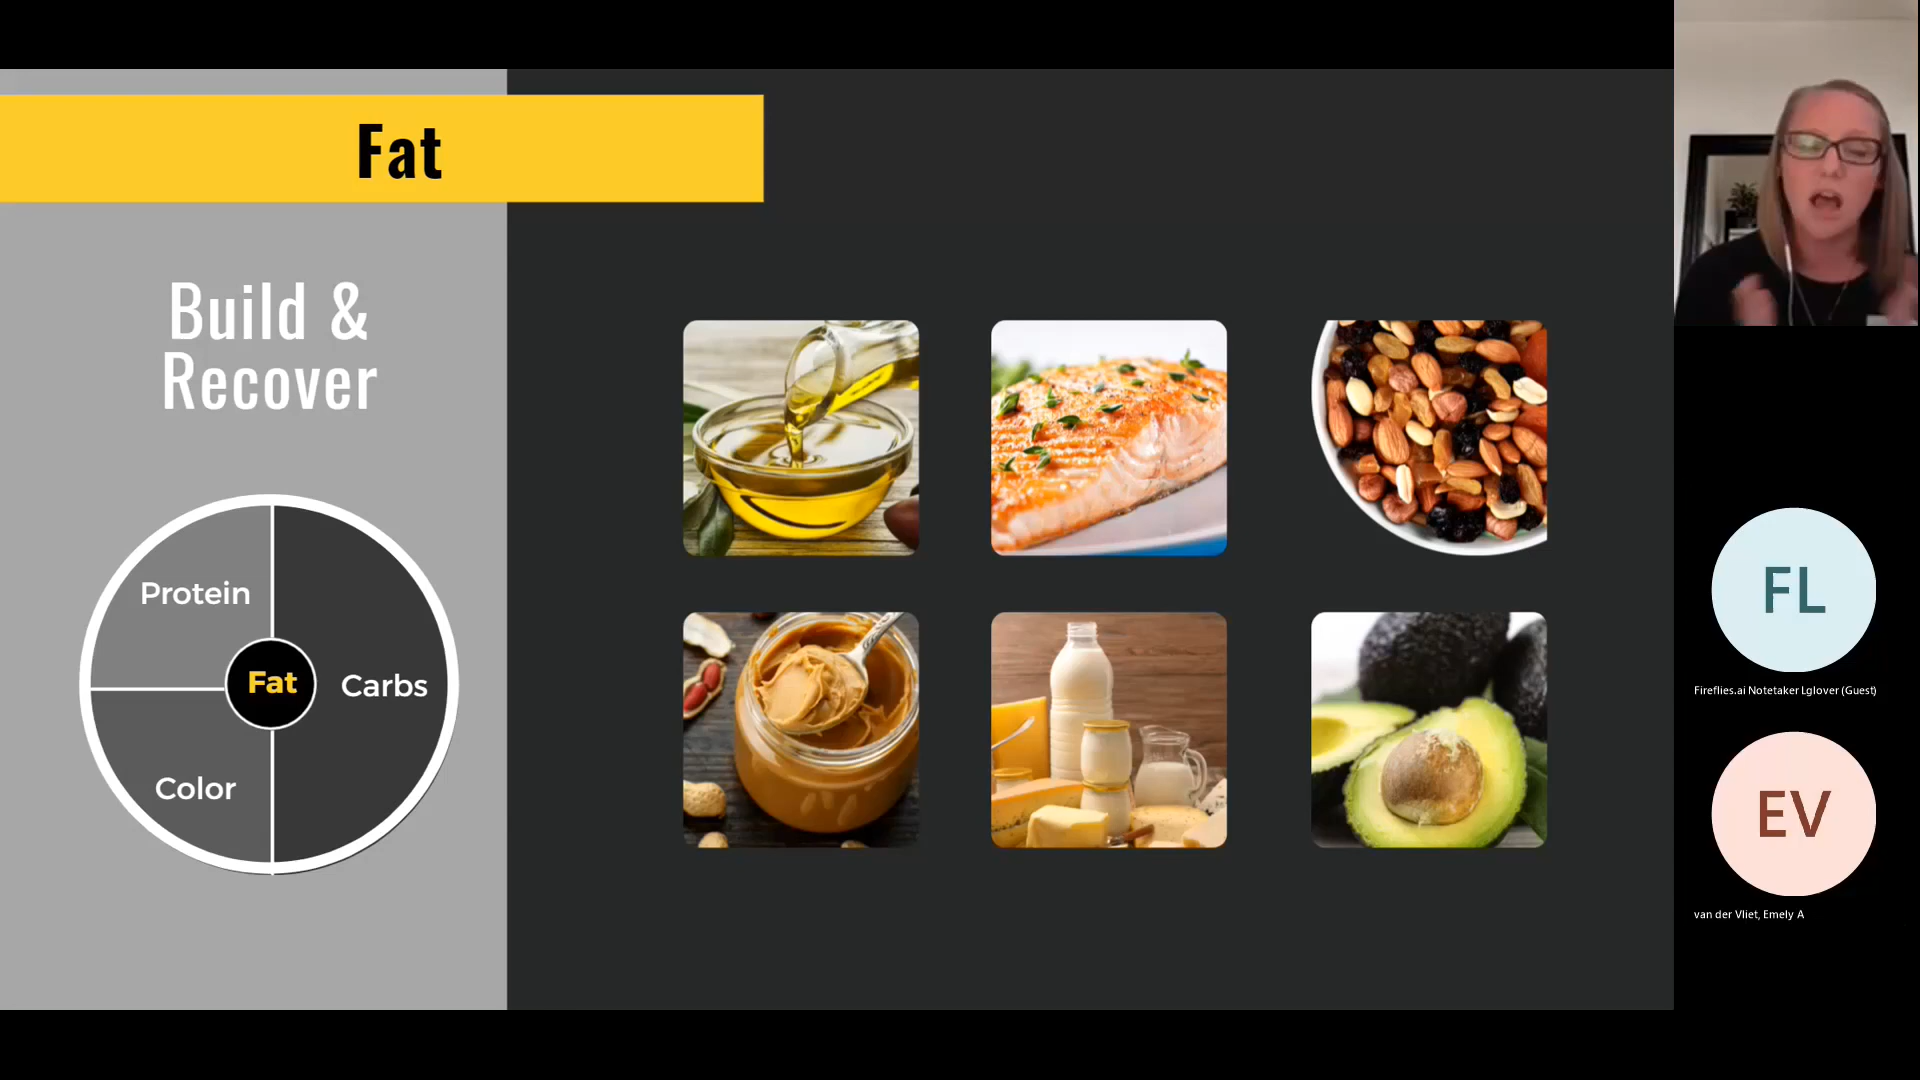 Fat
Build &
Recover
Protein
Fat
Carbs
Color
FL
Fireflies.ai Notetaker Lglover (Guest)
EV
van der Vliet, Emely A